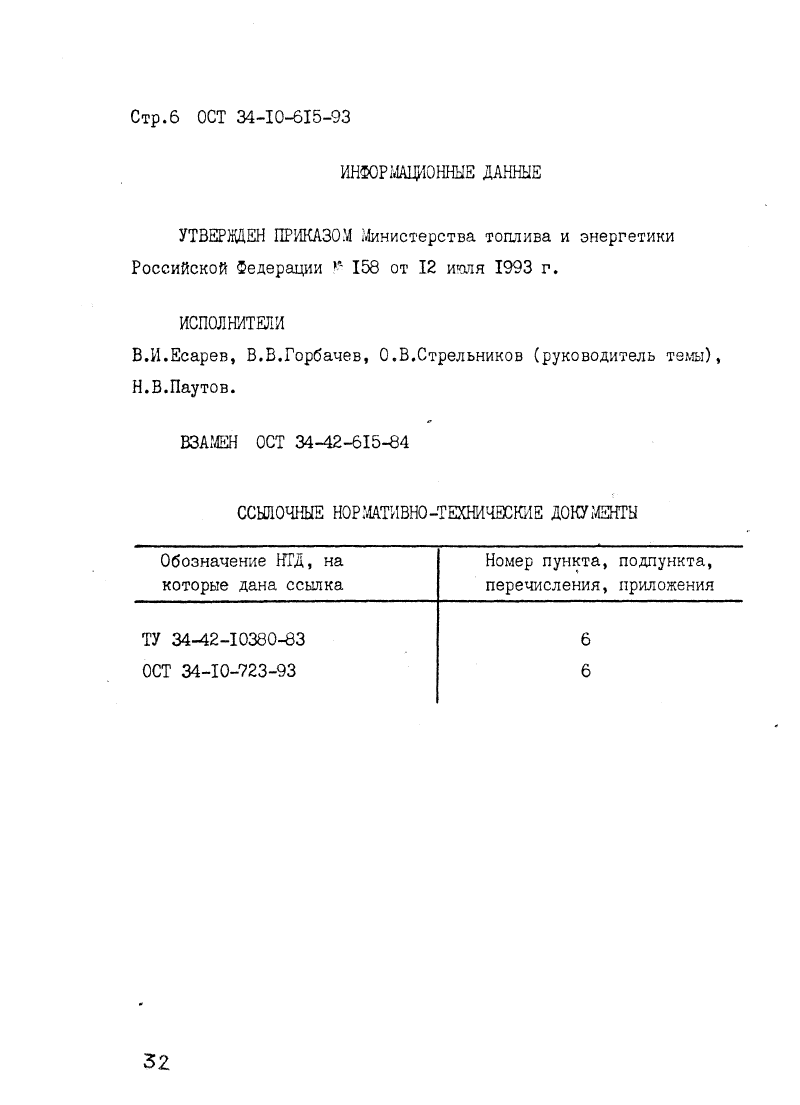 Стр.6 ОСТ 34-10-615-93
ИНФОРМАЦИОННЫЕ ДАННЫЕ
УТВЕРЖДЕН ПРИКАЗОМ Министерства топлива и энергетики
Российской Федерации № 158 от 12 июля 1993 г.
ИСПОЛНИТЕЛИ
В.И.Есарев, В.В.Горбачев, О.В.Стрельников (руководитель темы),
Н.В.Паутов.
ВЗАМЕН ОСТ 34-42-615-84
ССЫЛОЧНЫЕ НОРМАТИВНО-ТЕХНИЧЕСКИЕ ДОКУМЕНТЫ
Обозначение НТД, на
которые дана ссылка
Номер пункта, подпункта,
перечисления, приложения
ТУ 34-42-10380-83 6
ОСТ 34-10-723-93 6
32